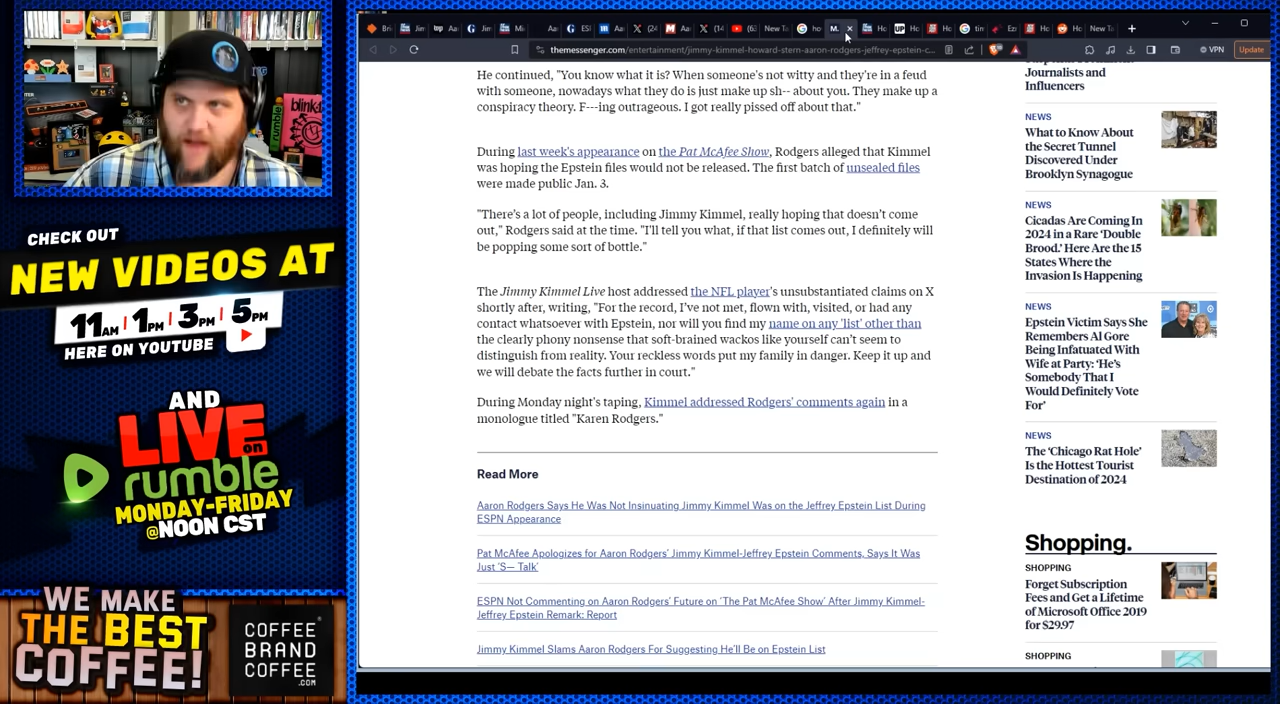 themessenger.com/entertainment/jimmy-kimmel-howard-stern-aaron-rodgers-jeffrey-epstein-c...
VPN
Update
rumble
blink
CHECK OUT
NEW VIDEOS AT
11AM | 1PM | 3PM | 5PM
HERE ON YOUTUBE
AND
LIVE on
rumble
MONDAY-FRIDAY
@NOON CST
WE MAKE
THE BEST
COFFEE!
COFFEE
BRAND
COFFEE
.COM
He continued, "You know what it is? When someone's not witty and they're in a feud
with someone, nowadays what they do is just make up sh-- about you. They make up a
conspiracy theory. F---ing outrageous. I got really pissed off about that."
During last week's appearance on the Pat McAfee Show, Rodgers alleged that Kimmel
was hoping the Epstein files would not be released. The first batch of unsealed files
were made public Jan. 3.
"There's a lot of people, including Jimmy Kimmel, really hoping that doesn't come
out," Rodgers said at the time. "I'll tell you what, if that list comes out, I definitely will
be popping some sort of bottle."
The Jimmy Kimmel Live host addressed the NFL player's unsubstantiated claims on X
shortly after, writing, "For the record, I've not met, flown with, visited, or had any
contact whatsoever with Epstein, nor will you find my name on any 'list' other than
the clearly phony nonsense that soft-brained wackos like yourself can't seem to
distinguish from reality. Your reckless words put my family in danger. Keep it up and
we will debate the facts further in court."
During Monday night's taping, Kimmel addressed Rodgers' comments again in a
monologue titled "Karen Rodgers."
Read More
Aaron Rodgers Says He Was Not Insinuating Jimmy Kimmel Was on the Jeffrey Epstein List During
ESPN Appearance
Pat McAfee Apologizes for Aaron Rodgers' Jimmy Kimmel-Jeffrey Epstein Comments, Says It Was
Just 'S— Talk'
ESPN Not Commenting on Aaron Rodgers' Future on 'The Pat McAfee Show' After Jimmy Kimmel-
Jeffrey Epstein Remark: Report
Jimmy Kimmel Slams Aaron Rodgers For Suggesting He'll Be on Epstein List
Journalists and
Influencers
NEWS
What to Know About
the Secret Tunnel
Discovered Under
Brooklyn Synagogue
NEWS
Cicadas Are Coming In
2024 in a Rare 'Double
Brood.' Here Are the 15
States Where the
Invasion Is Happening
NEWS
Epstein Victim Says She
Remembers Al Gore
Being Infatuated With
Wife at Party: 'He's
Somebody That I
Would Definitely Vote
For'
NEWS
The 'Chicago Rat Hole'
Is the Hottest Tourist
Destination of 2024
Shopping.
SHOPPING
Forget Subscription
Fees and Get a Lifetime
of Microsoft Office 2019
for $29.97
SHOPPING